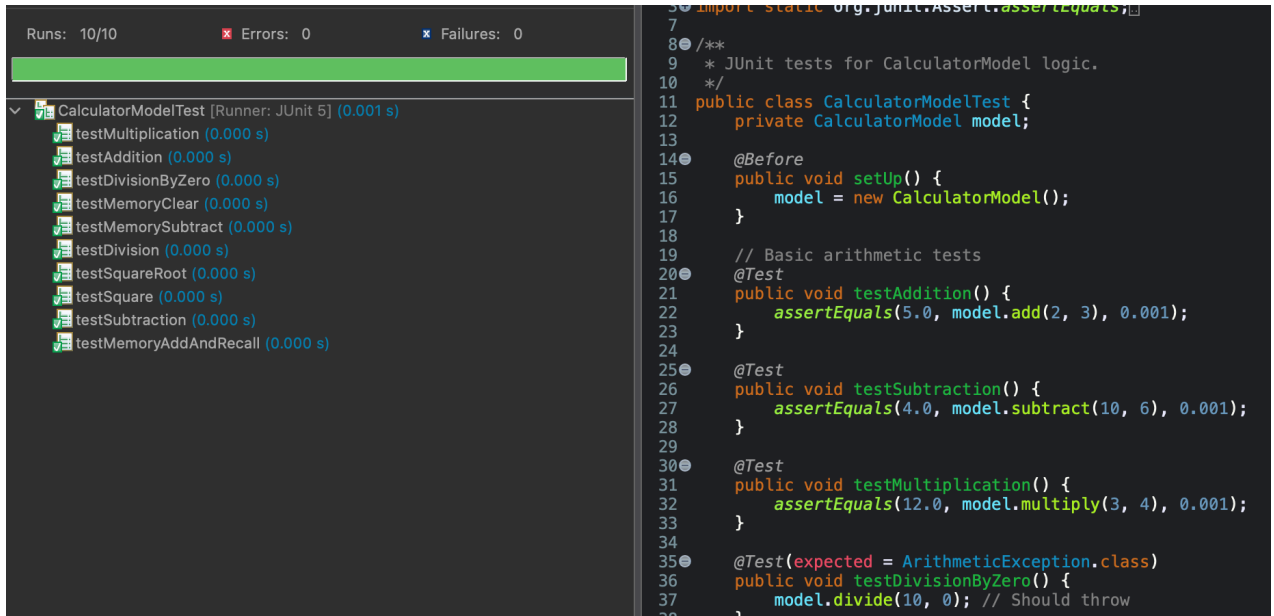 Runs: 10/10 Errors: 0 Failures: 0
CalculatorModelTest [Runner: JUnit 5] (0.001 s)
testMultiplication (0.000 s)
testAddition (0.000 s)
testDivisionByZero (0.000 s)
testMemoryClear (0.000 s)
testMemorySubtract (0.000 s)
testDivision (0.000 s)
testSquareRoot (0.000 s)
testSquare (0.000 s)
testSubtraction (0.000 s)
testMemoryAddAndRecall (0.000 s)
import static org.junit.Assert.assertEquals;
7
8 /**
9 * JUnit tests for CalculatorModel logic.
10 */
11 public class CalculatorModelTest {
12 private CalculatorModel model;
13
14 @Before
15 public void setUp() {
16 model = new CalculatorModel();
17 }
18
19 // Basic arithmetic tests
20 @Test
21 public void testAddition() {
22 assertEquals(5.0, model.add(2, 3), 0.001);
23 }
24
25 @Test
26 public void testSubtraction() {
27 assertEquals(4.0, model.subtract(10, 6), 0.001);
28 }
29
30 @Test
31 public void testMultiplication() {
32 assertEquals(12.0, model.multiply(3, 4), 0.001);
33 }
34
35 @Test(expected = ArithmeticException.class)
36 public void testDivisionByZero() {
37 model.divide(10, 0); // Should throw